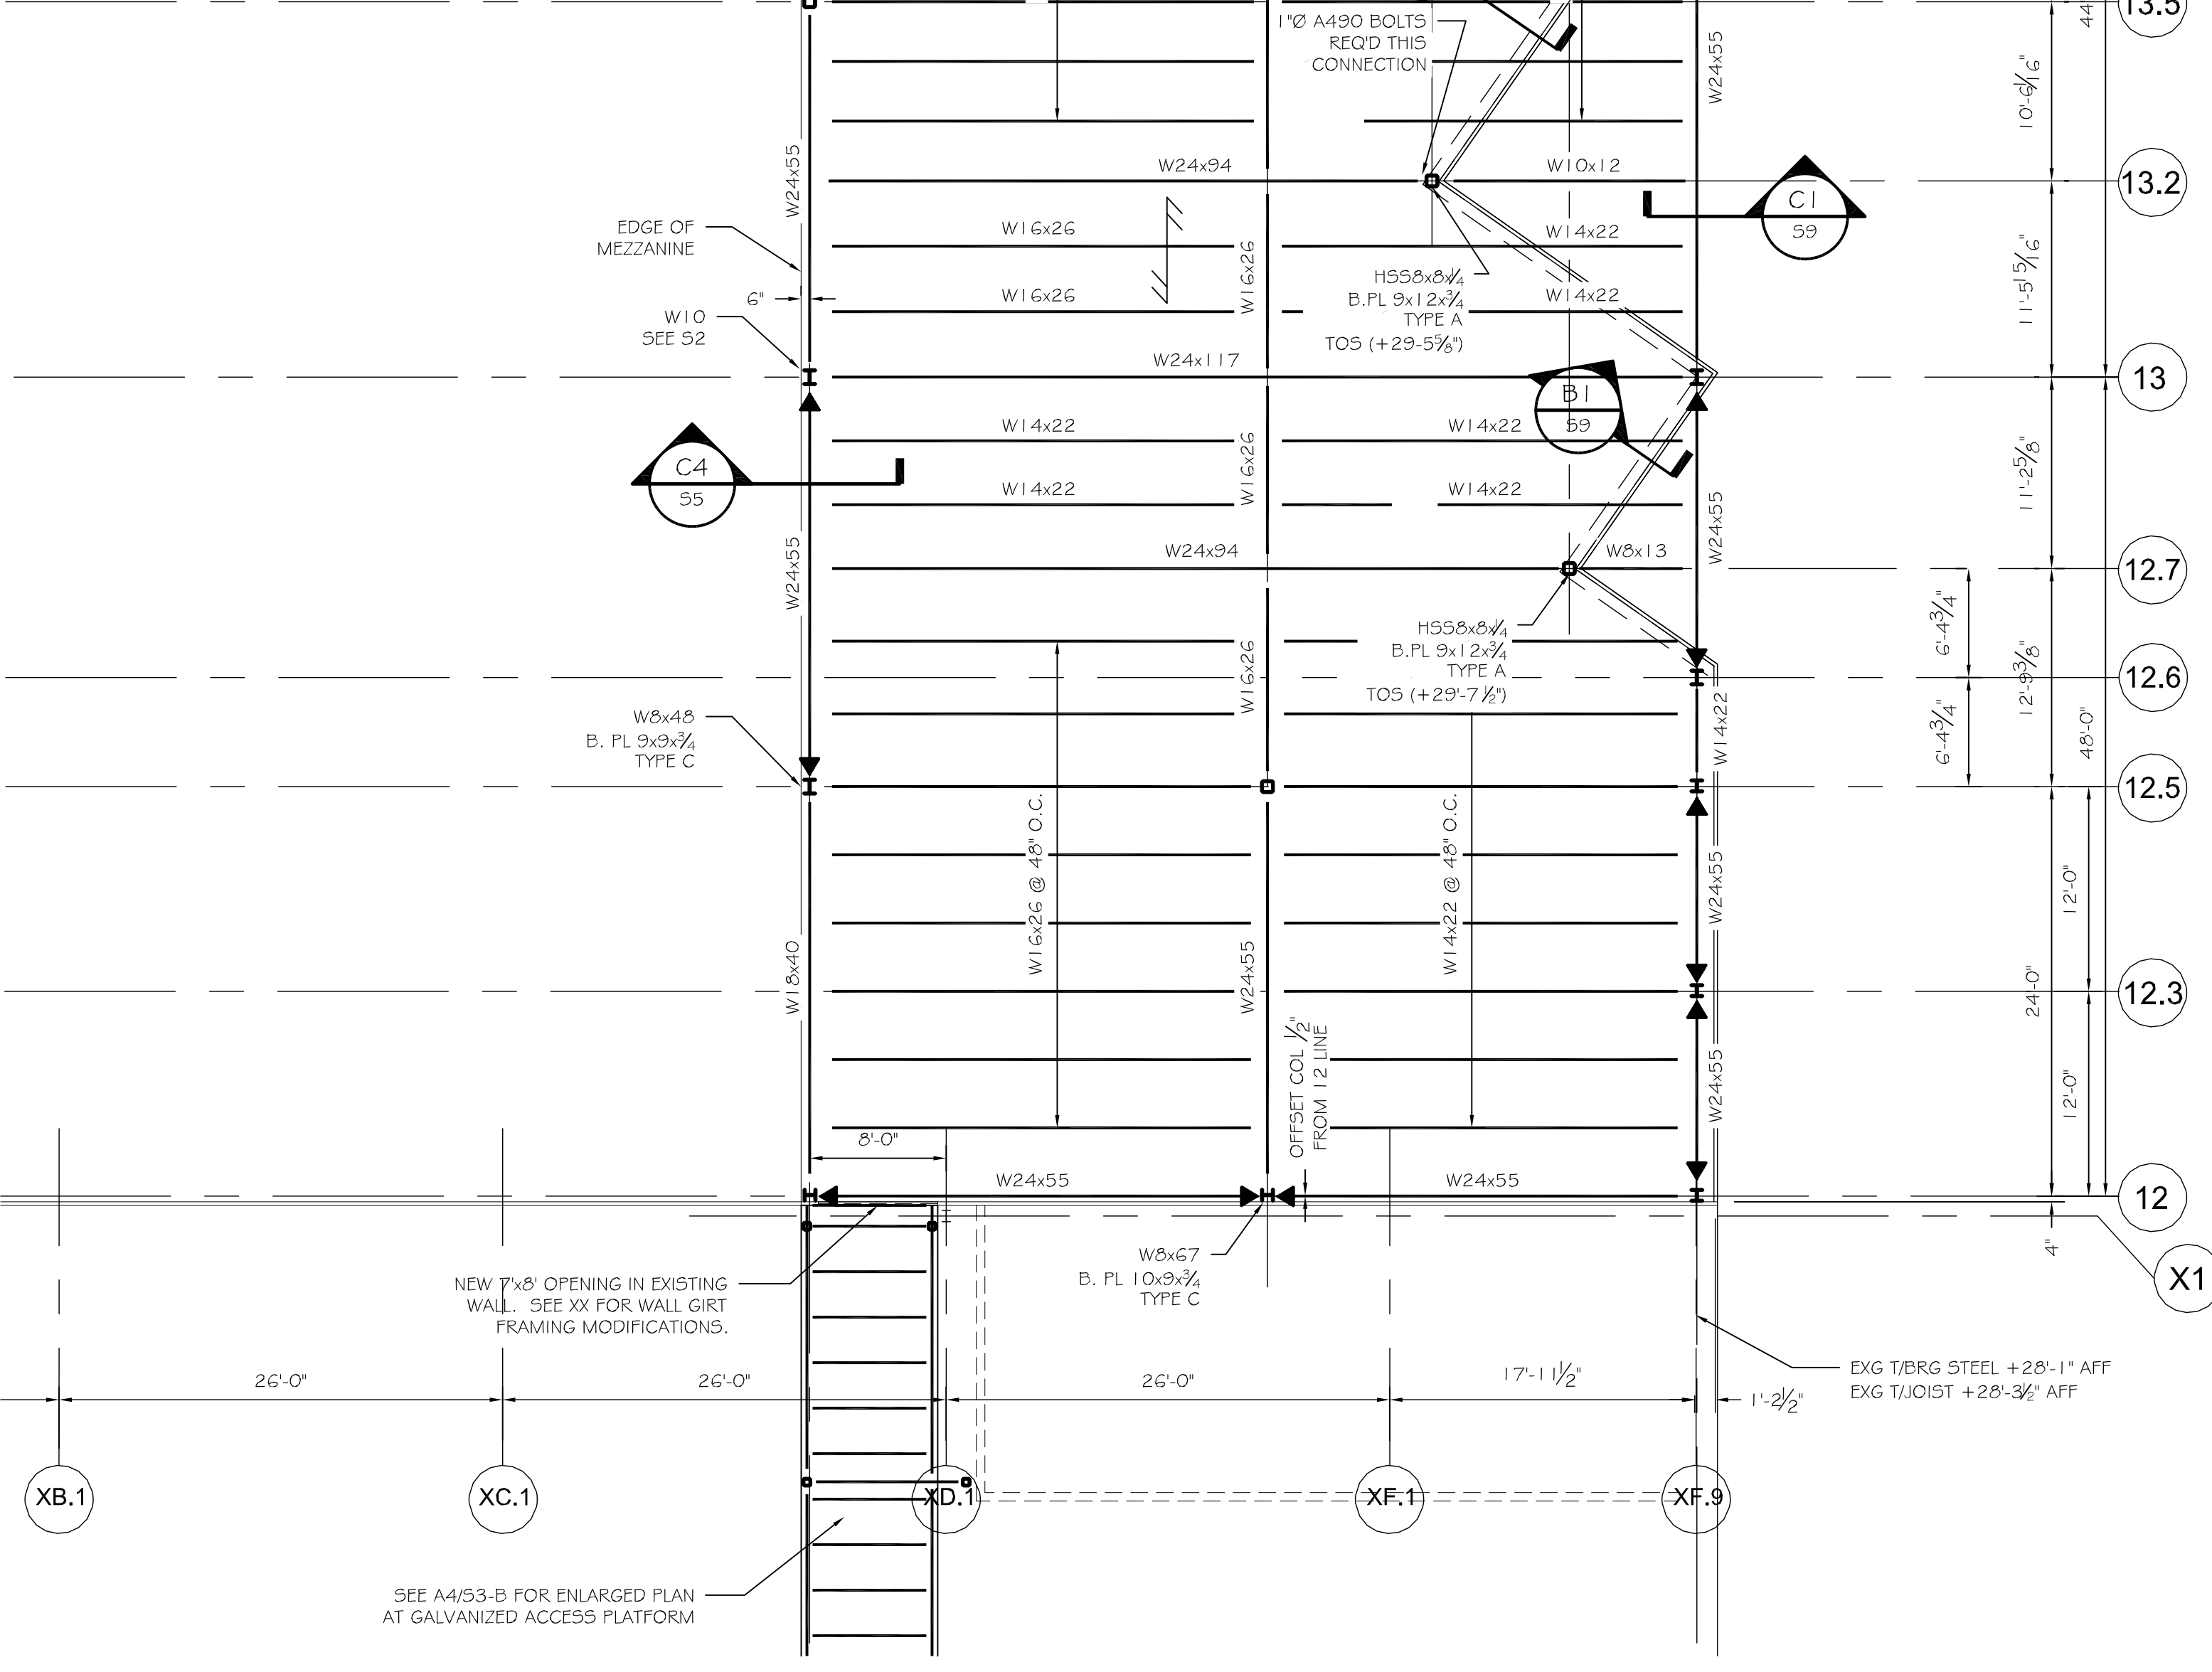 13.5
44'
1"Ø A490 BOLTS
REQ'D THIS
CONNECTION
W24x55
10'-6 1/16"
W24x55
W24x94
W10x12
13.2
C1
S9
EDGE OF
MEZZANINE
W16x26
W14x22
W16x26
HSS8x8x1/4
B.PL 9x12x3/4
TYPE A
TOS (+29-5 5/8")
11'-5 15/16"
6"
W16x26
W14x22
W10
SEE S2
W24x117
13
B1
S9
W14x22
W14x22
W16x26
C4
S5
W14x22
W14x22
11'-2 5/8"
W24x55
W24x55
W24x94
W8x13
12.7
HSS8x8x1/4
B.PL 9x12x3/4
TYPE A
TOS (+29'-7 1/2")
W16x26
6'-4 3/4"
12'-9 3/8"
12.6
W8x48
B. PL 9x9x3/4
TYPE C
W14x22
6'-4 3/4"
48'-0"
12.5
W16x26 @ 48" O.C.
W14x22 @ 48" O.C.
W24x55
12'-0"
W18x40
W24x55
24'-0"
12.3
OFFSET COL 1/2"
FROM 12 LINE
W24x55
12'-0"
8'-0"
W24x55
W24x55
12
4"
X1
W8x67
B. PL 10x9x3/4
TYPE C
NEW 7'x8' OPENING IN EXISTING
WALL. SEE XX FOR WALL GIRT
FRAMING MODIFICATIONS.
EXG T/BRG STEEL +28'-1" AFF
EXG T/JOIST +28'-3 1/2" AFF
26'-0"
26'-0"
26'-0"
17'-11 1/2"
1'-2 1/2"
XB.1
XC.1
XD.1
XF.1
XF.9
SEE A4/S3-B FOR ENLARGED PLAN
AT GALVANIZED ACCESS PLATFORM